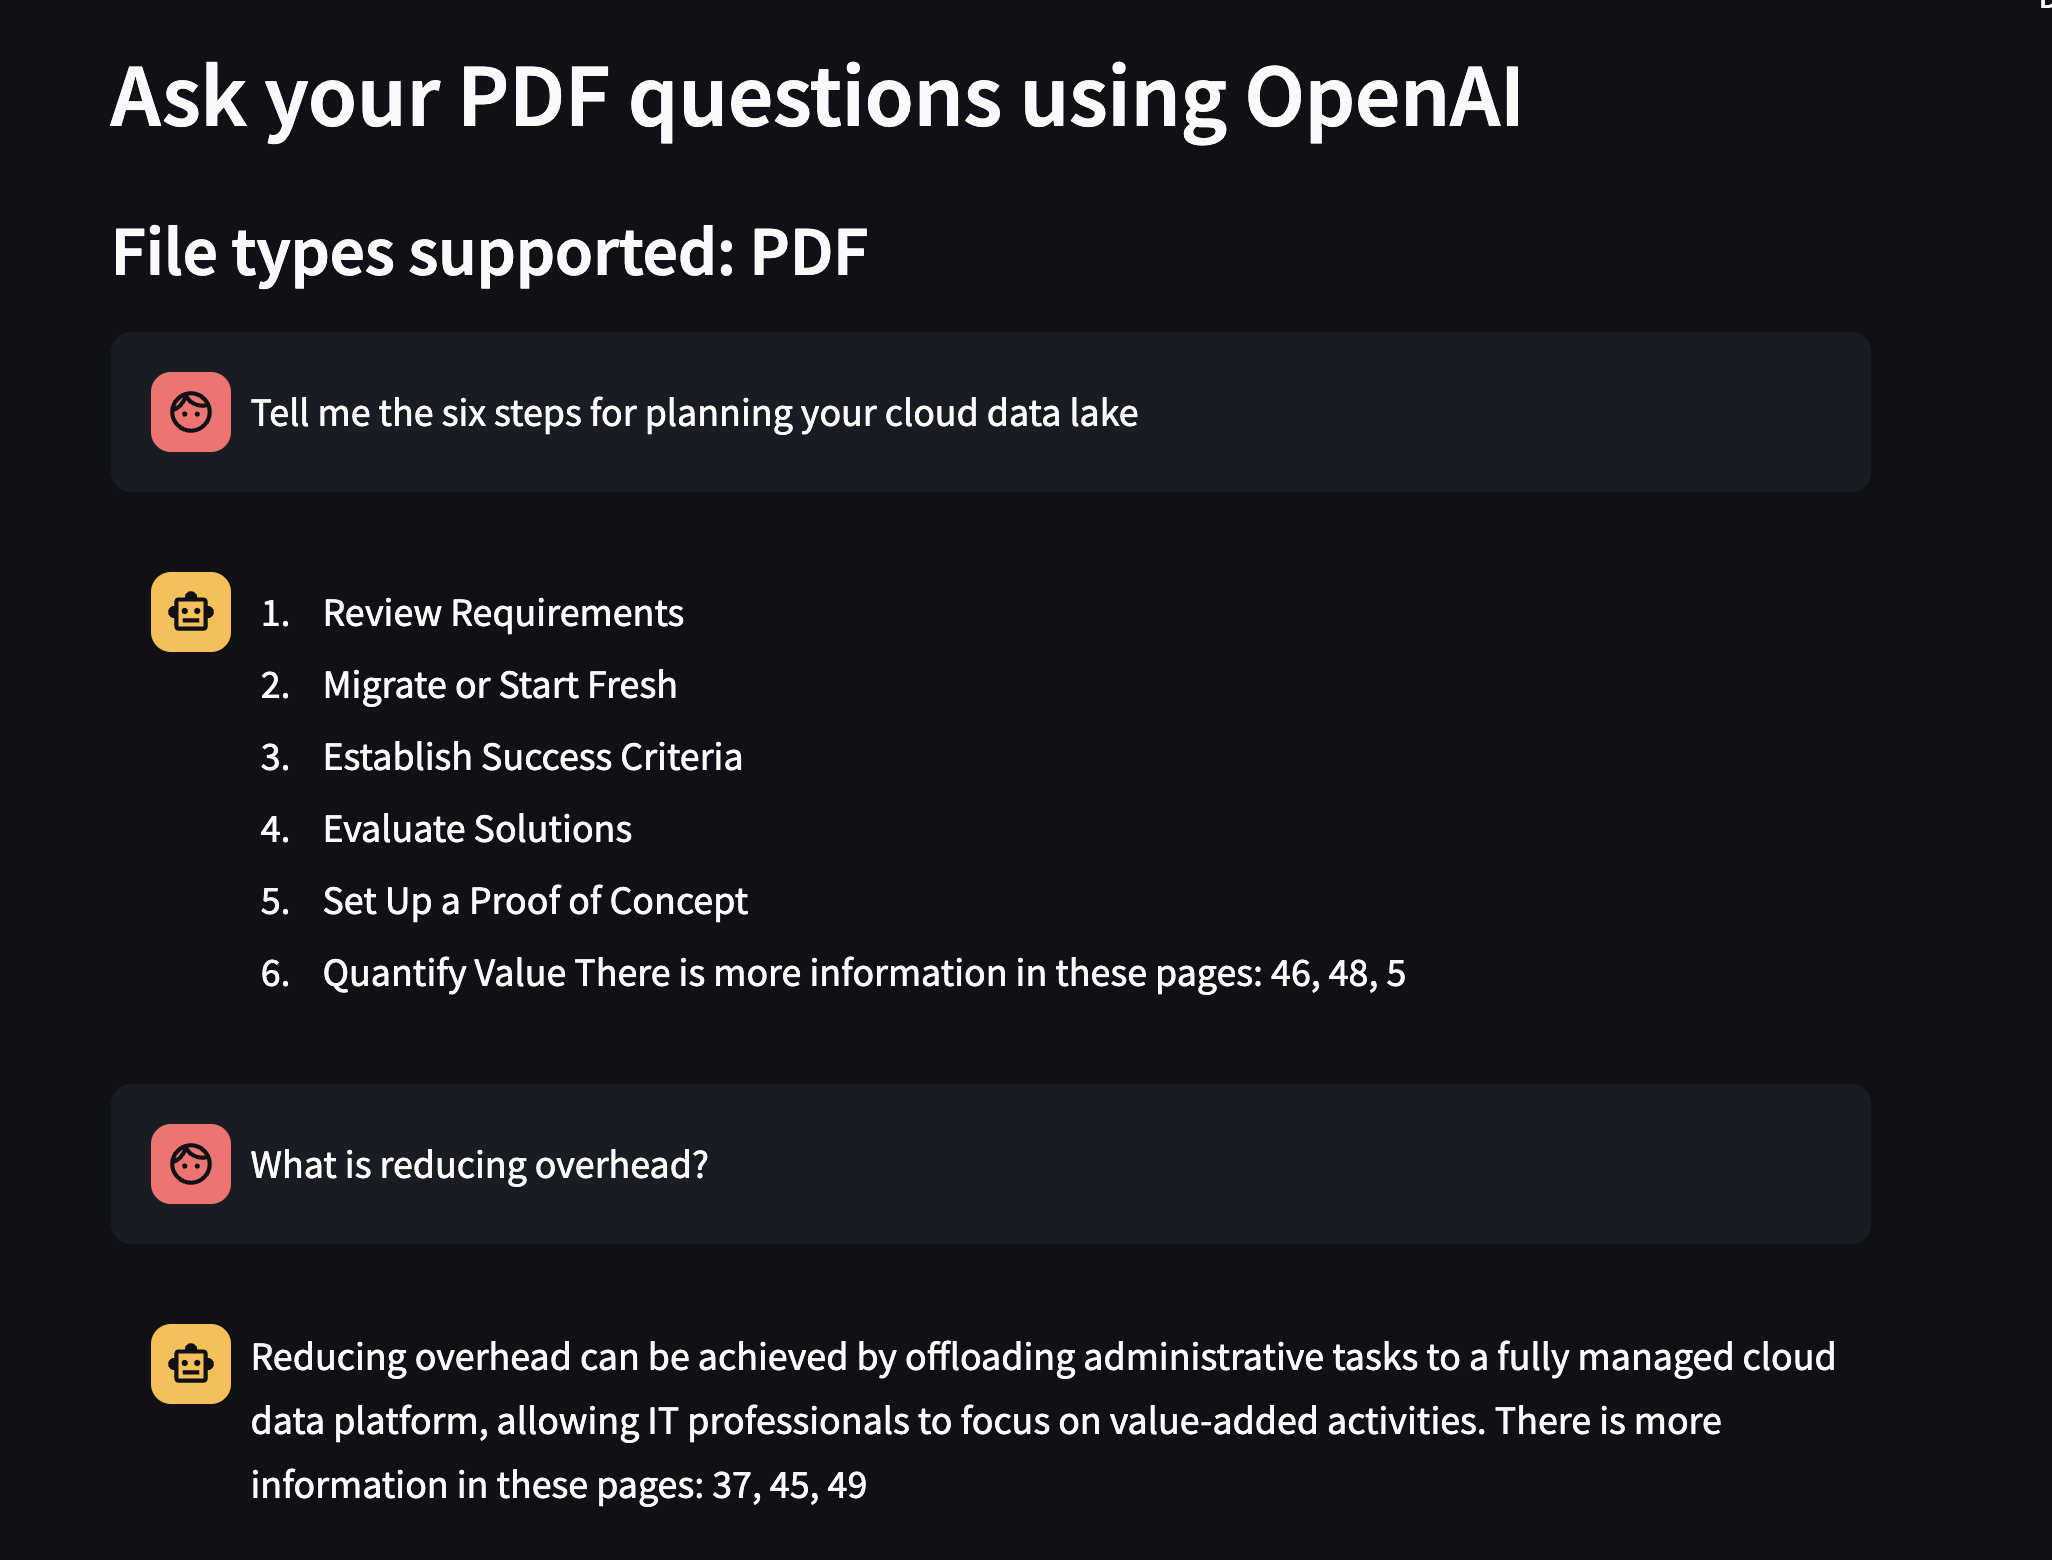 Ask your PDF questions using OpenAI
File types supported: PDF
Tell me the six steps for planning your cloud data lake
1. Review Requirements
2. Migrate or Start Fresh
3. Establish Success Criteria
4. Evaluate Solutions
5. Set Up a Proof of Concept
6. Quantify Value There is more information in these pages: 46, 48, 5
What is reducing overhead?
Reducing overhead can be achieved by offloading administrative tasks to a fully managed cloud
data platform, allowing IT professionals to focus on value-added activities. There is more
information in these pages: 37, 45, 49